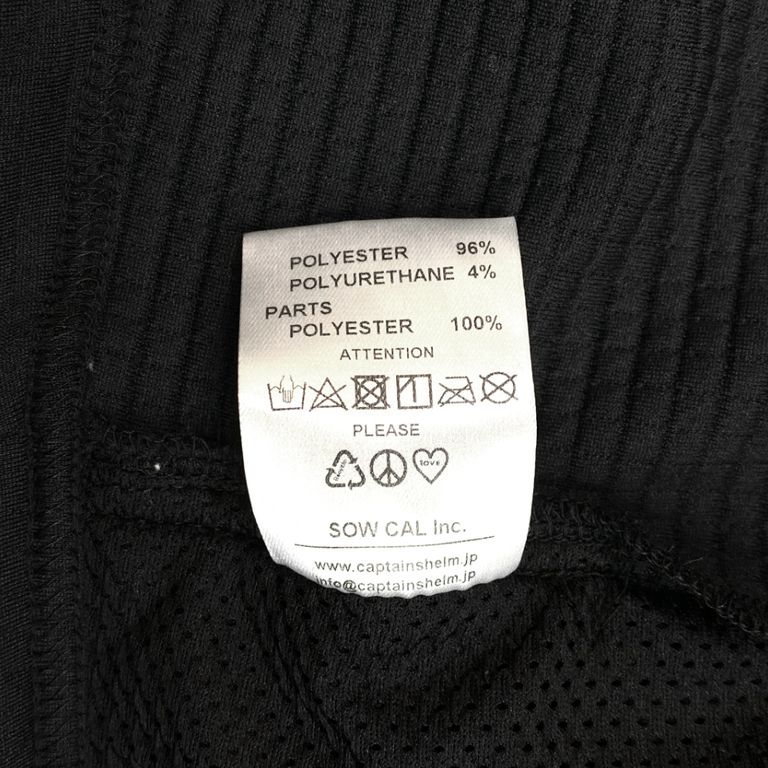 POLYESTER 96%
POLYURETHANE 4%
PARTS
POLYESTER 100%
ATTENTION
PLEASE
Recycle LOVE
SOW CAL Inc.
www.captainshelm.jp
info@captainshelm.jp